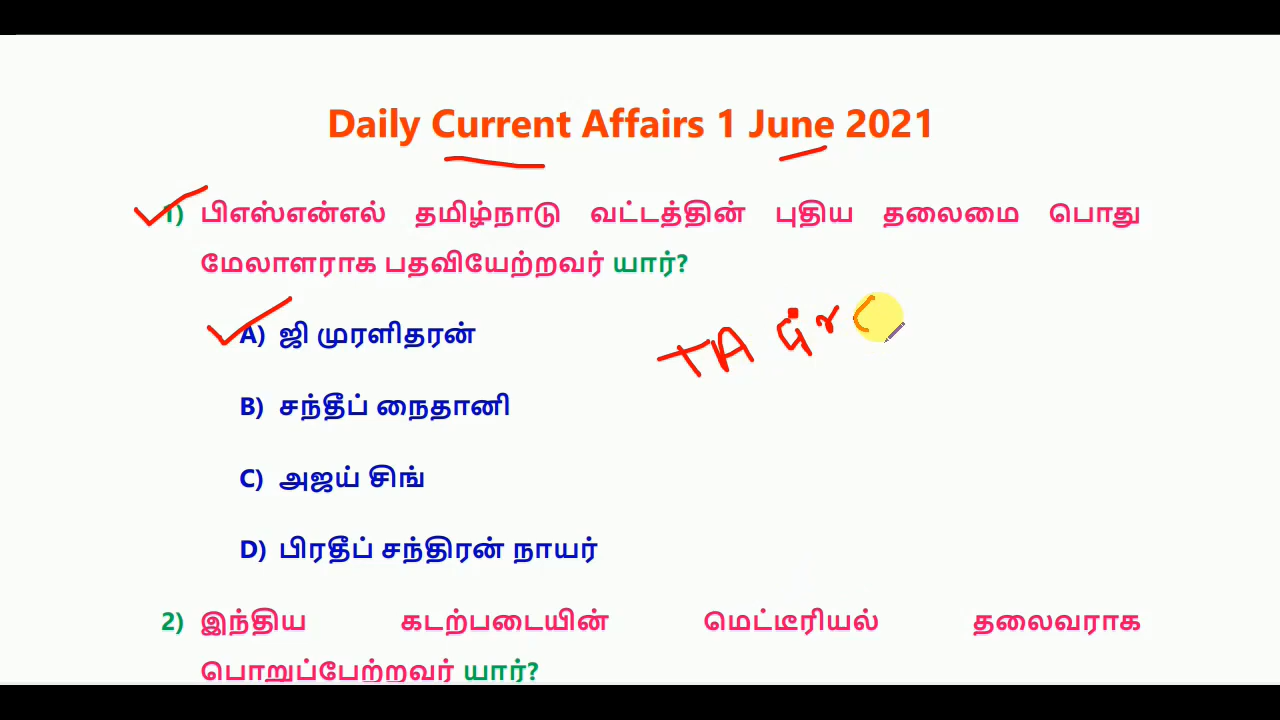 Daily Current Affairs 1 June 2021
1) பிஎஸ்என்எல் தமிழ்நாடு வட்டத்தின் புதிய தலைமை பொது
மேலாளராக பதவியேற்றவர் யார்?
A) ஜி முரளிதரன்
TA
B) சந்தீப் நைதானி
C) அஜய் சிங்
D) பிரதீப் சந்திரன் நாயர்
2) இந்திய கடற்படையின் மெட்டீரியல் தலைவராக
பொறுப்பேற்றவர் யார்?